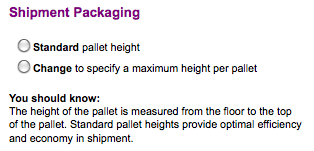 Shipment Packaging
Standard pallet height
Change to specify a maximum height per pallet
You should know:
The height of the pallet is measured from the floor to the top
of the pallet. Standard pallet heights provide optimal efficiency
and economy in shipment.